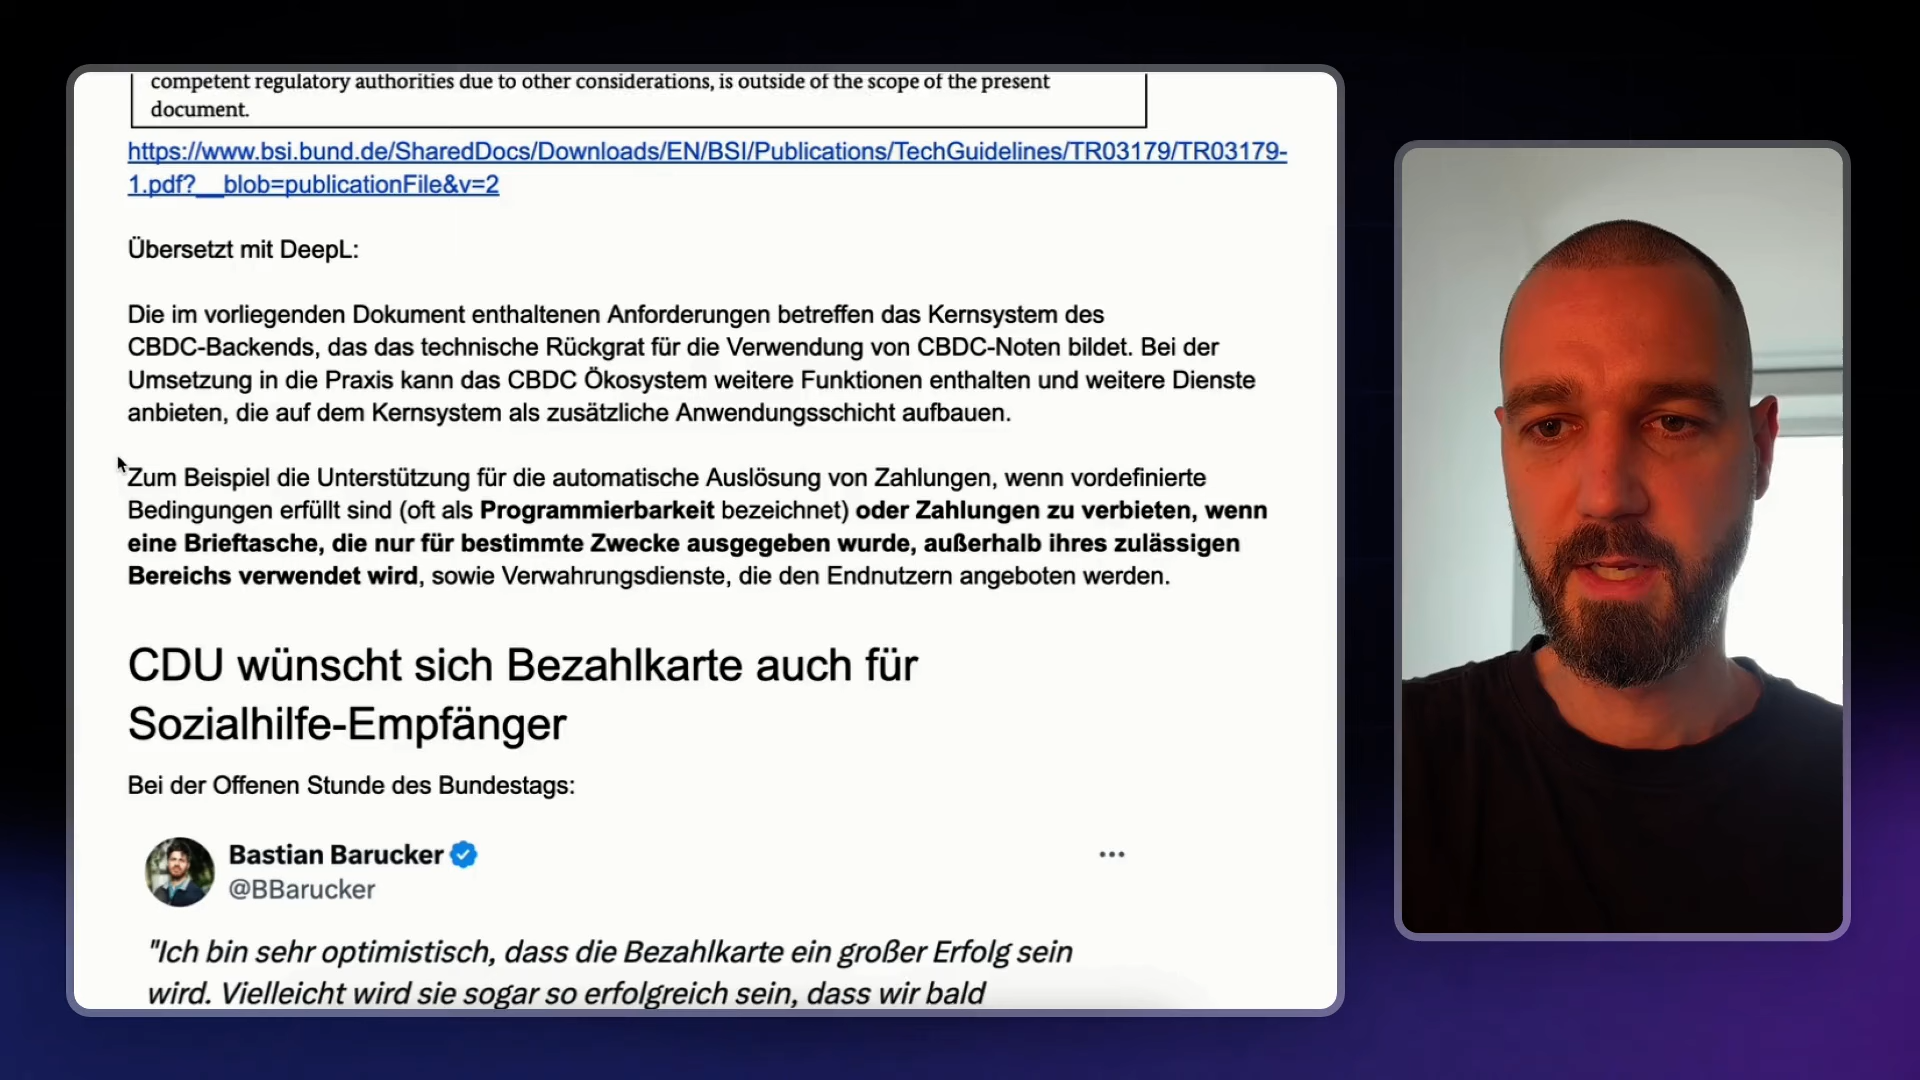 competent regulatory authorities due to other considerations, is outside of the scope of the present
document.
https://www.bsi.bund.de/SharedDocs/Downloads/EN/BSI/Publications/TechGuidelines/TR03179/TR03179-
1.pdf?__blob=publicationFile&v=2
Übersetzt mit DeepL:
Die im vorliegenden Dokument enthaltenen Anforderungen betreffen das Kernsystem des
CBDC-Backends, das das technische Rückgrat für die Verwendung von CBDC-Noten bildet. Bei der
Umsetzung in die Praxis kann das CBDC Ökosystem weitere Funktionen enthalten und weitere Dienste
anbieten, die auf dem Kernsystem als zusätzliche Anwendungsschicht aufbauen.
Zum Beispiel die Unterstützung für die automatische Auslösung von Zahlungen, wenn vordefinierte
Bedingungen erfüllt sind (oft als Programmierbarkeit bezeichnet) oder Zahlungen zu verbieten, wenn
eine Brieftasche, die nur für bestimmte Zwecke ausgegeben wurde, außerhalb ihres zulässigen
Bereichs verwendet wird, sowie Verwahrungsdienste, die den Endnutzern angeboten werden.
CDU wünscht sich Bezahlkarte auch für
Sozialhilfe-Empfänger
Bei der Offenen Stunde des Bundestags:
Bastian Barucker
@BBarucker
"Ich bin sehr optimistisch, dass die Bezahlkarte ein großer Erfolg sein
wird. Vielleicht wird sie sogar so erfolgreich sein, dass wir bald